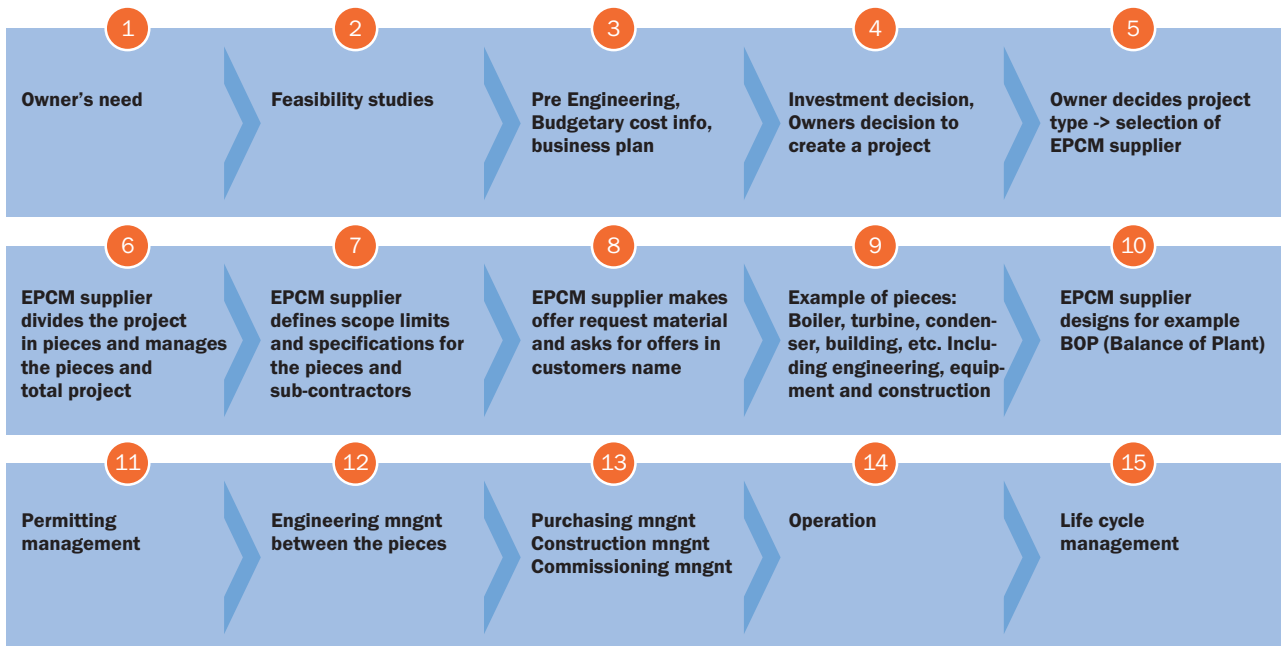 1
Owner's need
2
Feasibility studies
3
Pre Engineering,
Budgetary cost info,
business plan
4
Investment decision,
Owners decision to
create a project
5
Owner decides project
type -> selection of
EPCM supplier
6
EPCM supplier
divides the project
in pieces and manages
the pieces and
total project
7
EPCM supplier
defines scope limits
and specifications for
the pieces and
sub-contractors
8
EPCM supplier makes
offer request material
and asks for offers in
customers name
9
Example of pieces:
Boiler, turbine, conden-
ser, building, etc. Inclu-
ding engineering, equip-
ment and construction
10
EPCM supplier
designs for example
BOP (Balance of Plant)
11
Permitting
management
12
Engineering mngnt
between the pieces
13
Purchasing mngnt
Construction mngnt
Commissioning mngnt
14
Operation
15
Life cycle
management